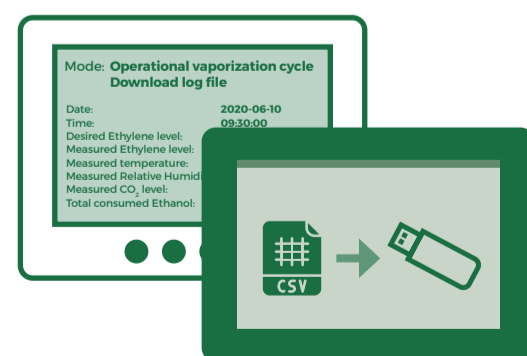 Mode: Operational vaporization cycle
Download log file
Date: 2020-06-10
Time: 09:30:00
Desired Ethylene level:
Measured Ethylene level:
Measured temperature:
Measured Relative Humidi
Measured CO₂ level:
Total consumed Ethanol:
CSV